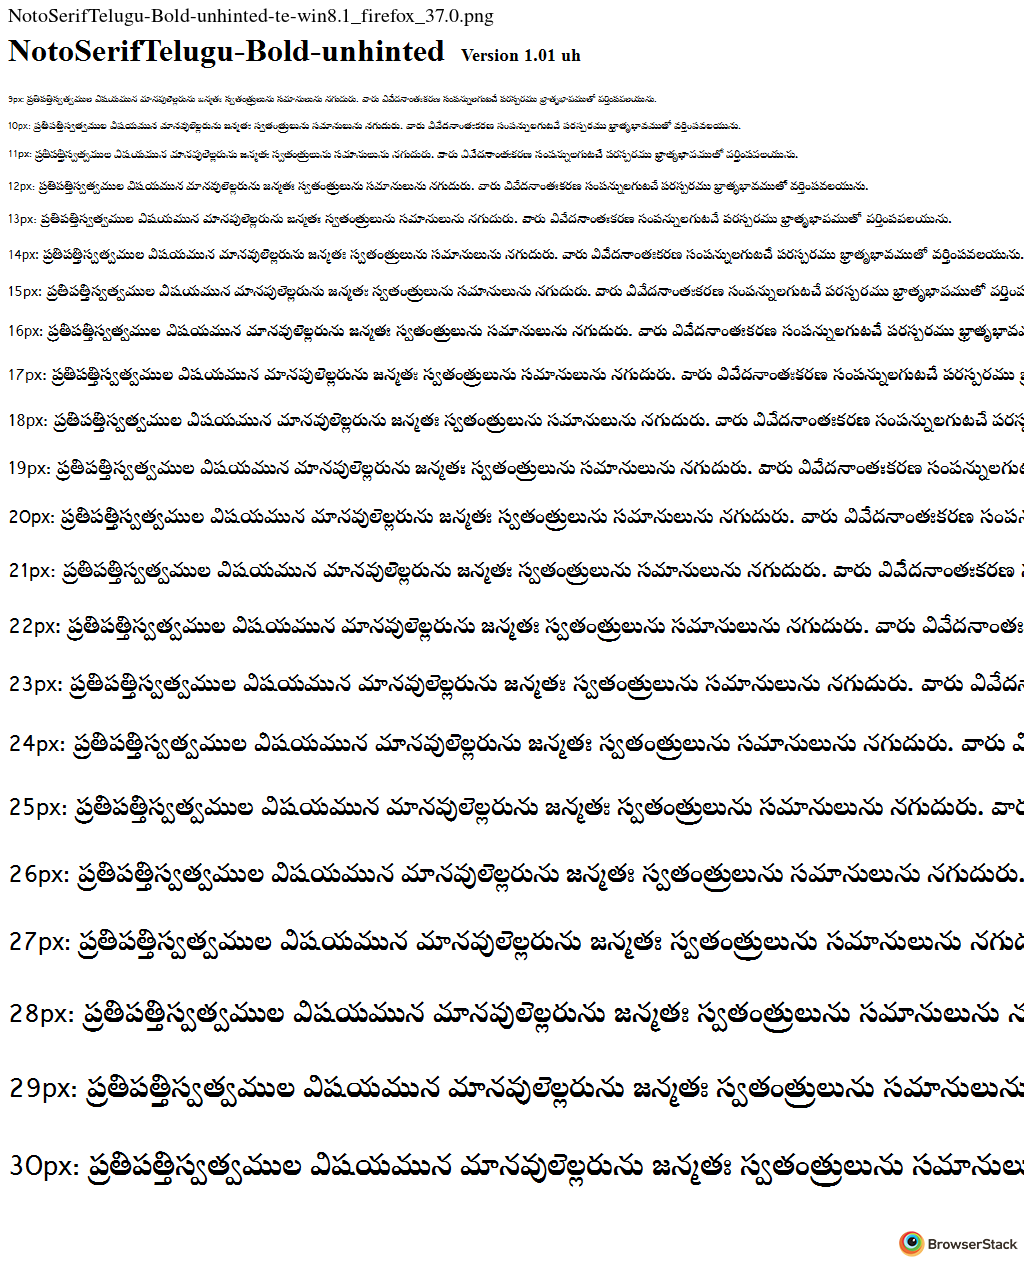 NotoSerifTelugu-Bold-unhinted-te-win8.1_firefox_37.0.png
NotoSerifTelugu-Bold-unhinted Version 1.01 uh
9px: ప్రతిపత్తిస్వత్వముల విషయమున మానవులెల్లరును జన్మతః స్వతంత్రులును సమానులును నగుదురు. వారు వివేదనాంతఃకరణ సంపన్నులగుటచే పరస్పరము భ్రాతృభావముతో వర్తింపవలయును.
10px: ప్రతిపత్తిస్వత్వముల విషయమున మానవులెల్లరును జన్మతః స్వతంత్రులును సమానులును నగుదురు. వారు వివేదనాంతఃకరణ సంపన్నులగుటచే పరస్పరము భ్రాతృభావముతో వర్తింపవలయును.
11px: ప్రతిపత్తిస్వత్వముల విషయమున మానవులెల్లరును జన్మతః స్వతంత్రులును సమానులును నగుదురు. వారు వివేదనాంతఃకరణ సంపన్నులగుటచే పరస్పరము భ్రాతృభావముతో వర్తింపవలయును.
12px: ప్రతిపత్తిస్వత్వముల విషయమున మానవులెల్లరును జన్మతః స్వతంత్రులును సమానులును నగుదురు. వారు వివేదనాంతఃకరణ సంపన్నులగుటచే పరస్పరము భ్రాతృభావముతో వర్తింపవలయును.
13px: ప్రతిపత్తిస్వత్వముల విషయమున మానవులెల్లరును జన్మతః స్వతంత్రులును సమానులును నగుదురు. వారు వివేదనాంతఃకరణ సంపన్నులగుటచే పరస్పరము భ్రాతృభావముతో వర్తింపవలయును.
14px: ప్రతిపత్తిస్వత్వముల విషయమున మానవులెల్లరును జన్మతః స్వతంత్రులును సమానులును నగుదురు. వారు వివేదనాంతఃకరణ సంపన్నులగుటచే పరస్పరము భ్రాతృభావముతో వర్తింపవలయును.
15px: ప్రతిపత్తిస్వత్వముల విషయమున మానవులెల్లరును జన్మతః స్వతంత్రులును సమానులును నగుదురు. వారు వివేదనాంతఃకరణ సంపన్నులగుటచే పరస్పరము భ్రాతృభావముతో వర్తింప
16px: ప్రతిపత్తిస్వత్వముల విషయమున మానవులెల్లరును జన్మతః స్వతంత్రులును సమానులును నగుదురు. వారు వివేదనాంతఃకరణ సంపన్నులగుటచే పరస్పరము భ్రాతృభావ
17px: ప్రతిపత్తిస్వత్వముల విషయమున మానవులెల్లరును జన్మతః స్వతంత్రులును సమానులును నగుదురు. వారు వివేదనాంతఃకరణ సంపన్నులగుటచే పరస్పరము
18px: ప్రతిపత్తిస్వత్వముల విషయమున మానవులెల్లరును జన్మతః స్వతంత్రులును సమానులును నగుదురు. వారు వివేదనాంతఃకరణ సంపన్నులగుటచే పరస్ప
19px: ప్రతిపత్తిస్వత్వముల విషయమున మానవులెల్లరును జన్మతః స్వతంత్రులును సమానులును నగుదురు. వారు వివేదనాంతఃకరణ సంపన్నులగుట
20px: ప్రతిపత్తిస్వత్వముల విషయమున మానవులెల్లరును జన్మతః స్వతంత్రులును సమానులును నగుదురు. వారు వివేదనాంతఃకరణ సంప
21px: ప్రతిపత్తిస్వత్వముల విషయమున మానవులెల్లరును జన్మతః స్వతంత్రులును సమానులును నగుదురు. వారు వివేదనాంతఃకరణ
22px: ప్రతిపత్తిస్వత్వముల విషయమున మానవులెల్లరును జన్మతః స్వతంత్రులును సమానులును నగుదురు. వారు వివేదనాంతః
23px: ప్రతిపత్తిస్వత్వముల విషయమున మానవులెల్లరును జన్మతః స్వతంత్రులును సమానులును నగుదురు. వారు వివేదన
24px: ప్రతిపత్తిస్వత్వముల విషయమున మానవులెల్లరును జన్మతః స్వతంత్రులును సమానులును నగుదురు. వారు వి
25px: ప్రతిపత్తిస్వత్వముల విషయమున మానవులెల్లరును జన్మతః స్వతంత్రులును సమానులును నగుదురు. వారు
26px: ప్రతిపత్తిస్వత్వముల విషయమున మానవులెల్లరును జన్మతః స్వతంత్రులును సమానులును నగుదురు.
27px: ప్రతిపత్తిస్వత్వముల విషయమున మానవులెల్లరును జన్మతః స్వతంత్రులును సమానులును నగుద
28px: ప్రతిపత్తిస్వత్వముల విషయమున మానవులెల్లరును జన్మతః స్వతంత్రులును సమానులును న
29px: ప్రతిపత్తిస్వత్వముల విషయమున మానవులెల్లరును జన్మతః స్వతంత్రులును సమానులును
30px: ప్రతిపత్తిస్వత్వముల విషయమున మానవులెల్లరును జన్మతః స్వతంత్రులును సమానులు
BrowserStack